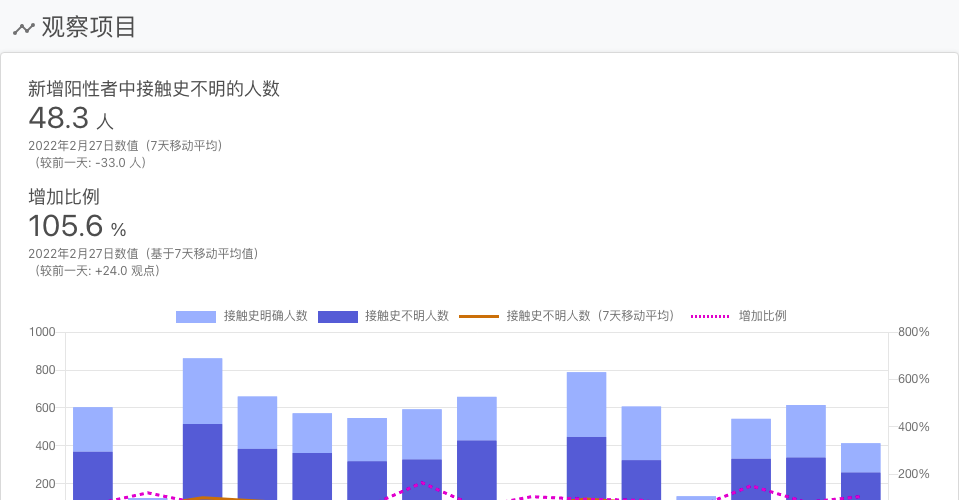 观察项目
新增阳性者中接触史不明的人数
48.3 人
2022年2月27日数值（7天移动平均）
（较前一天: -33.0 人）
增加比例
105.6 %
2022年2月27日数值（基于7天移动平均值）
（较前一天: +24.0 观点）
接触史明确人数 接触史不明人数 接触史不明人数（7天移动平均） 增加比例
1000 800%
800
600%
600
400%
400
200%
200